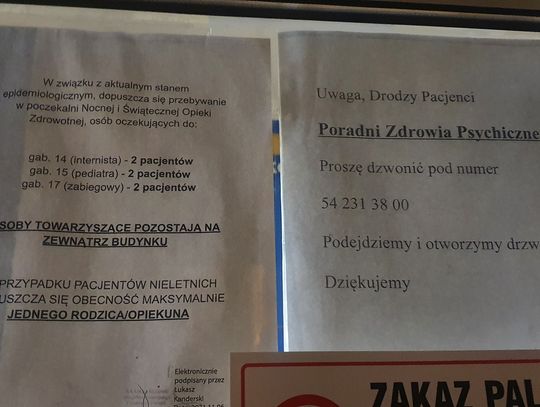 W związku z aktualnym stanem
epidemiologicznym, dopuszcza się przebywanie
w poczekalni Nocnej i Świątecznej Opieki
Zdrowotnej, osób oczekujących do:
gab. 14 (internista) - 2 pacjentów
gab. 15 (pediatra) - 2 pacjentów
gab. 17 (zabiegowy) - 2 pacjentów
SOBY TOWARZYSZĄCE POZOSTAJĄ NA
ZEWNĄTRZ BUDYNKU
PRZYPADKU PACJENTÓW NIELETNICH
USZCZA SIĘ OBECNOŚĆ MAKSYMALNIE
JEDNEGO RODZICA/OPIEKUNA
Elektronicznie
podpisany przez
Łukasz
Kanderski
Uwaga, Drodzy Pacjenci
Poradni Zdrowia Psychiczne
Proszę dzwonić pod numer
54 231 38 00
Podejdziemy i otworzymy drzw
Dziękujemy
ZAKAZ PAL